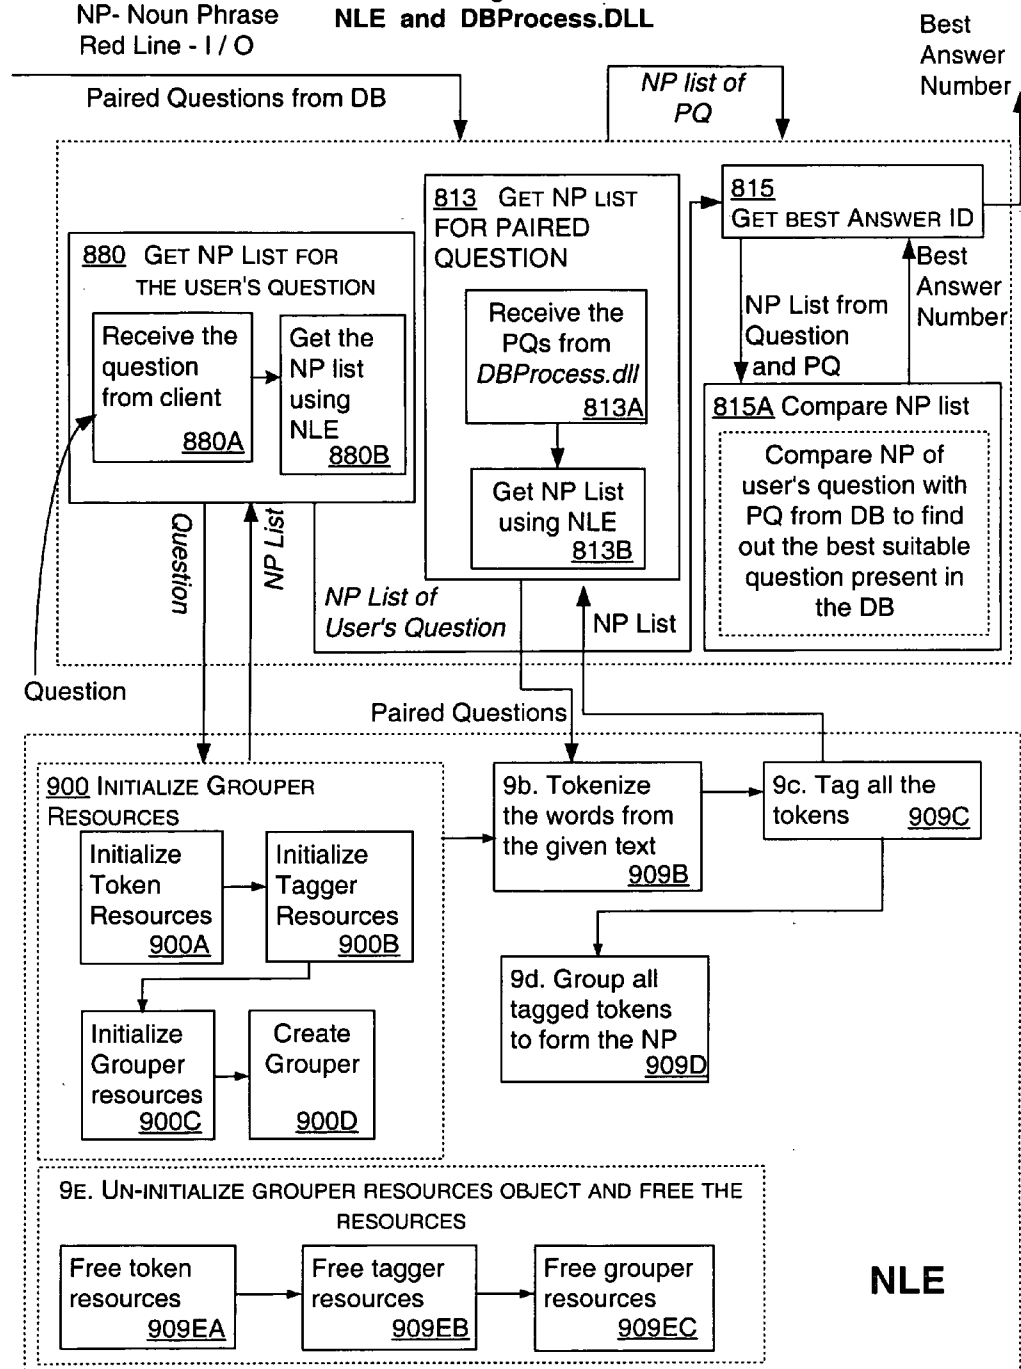 NP- Noun Phrase
Red Line - I / O
NLE and DBProcess.DLL
Best
Answer
Number
Paired Questions from DB
NP list of
PQ
880 GET NP LIST FOR
THE USER'S QUESTION
Receive the
question
from client
880A
Get the
NP list
using
NLE
880B
813 GET NP LIST
FOR PAIRED
QUESTION
Receive the
PQs from
DBProcess.dll
813A
Get NP List
using NLE
813B
815
GET BEST ANSWER ID
NP List from
Question
and PQ
Best
Answer
Number
815A Compare NP list
Compare NP of
user's question with
PQ from DB to find
out the best suitable
question present in
the DB
Question
NP List
NP List of
User's Question
NP List
Question
Paired Questions
900 INITIALIZE GROUPER
RESOURCES
Initialize
Token
Resources
900A
Initialize
Tagger
Resources
900B
Initialize
Grouper
resources
900C
Create
Grouper
900D
9b. Tokenize
the words from
the given text
909B
9c. Tag all the
tokens 909C
9d. Group all
tagged tokens
to form the NP
909D
9E. UN-INITIALIZE GROUPER RESOURCES OBJECT AND FREE THE
RESOURCES
Free token
resources
909EA
Free tagger
resources
909EB
Free grouper
resources
909EC
NLE